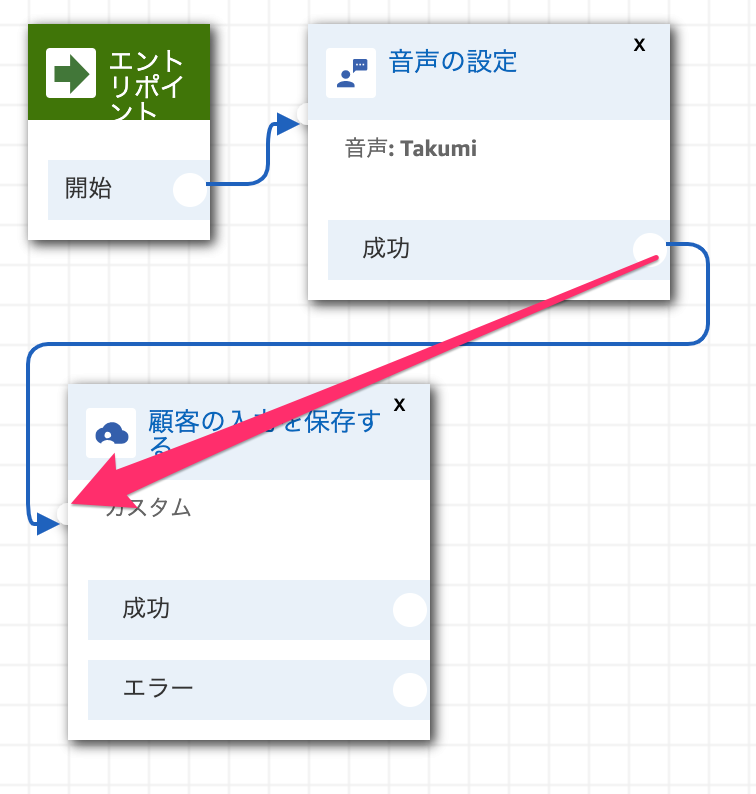 エント
リポイ
ント
開始
音声の設定
X
音声: Takumi
成功
顧客の入力を保存す
る
X
カスタム
成功
エラー